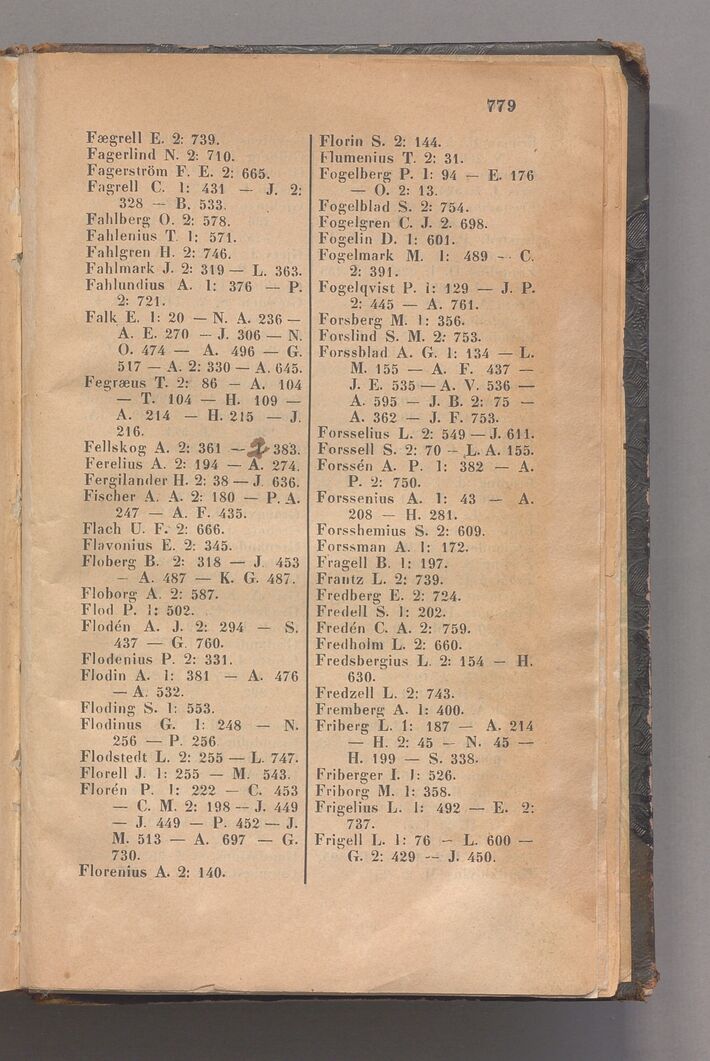 779
Fægrell E. 2: 739.
Fagerlind N. 2: 710.
Fagerström F. E. 2: 665.
Fagrell C. 1: 431 — J. 2:
328 — B. 533.
Fahlberg O. 2: 578.
Fahlenius T. 1: 571.
Fahlgren H. 2: 746.
Fahlmark J. 2: 319 — L. 363.
Fahlundius A. 1: 376 — P.
2: 721.
Falk E. 1: 20 — N. A. 236 —
A. E. 270 — J. 306 — N.
O. 474 — A. 496 — G.
517 — A. 2: 330 — A. 645.
Fegræus T. 2: 86 — A. 104
— T. 104 — H. 109 —
A. 214 — H. 215 — J.
216.
Fellskog A. 2: 361 — 383.
Ferelius A. 2: 194 — A. 274.
Fergilander H. 2: 38 — J. 636.
Fischer A. A. 2: 180 — P. A.
247 — A. F. 435.
Flach U. F. 2: 666.
Flavonius E. 2: 345.
Floberg B. 2: 318 — J. 453
— A. 487 — K. G. 487.
Floborg A. 2: 587.
Flod P. 1: 502.
Flodén A. J. 2: 294 — S.
437 — G. 760.
Flodenius P. 2: 331.
Flodin A. 1: 381 — A. 476
— A. 532.
Floding S. 1: 553.
Flodinus G. 1: 248 — N.
256 — P. 256.
Flodstedt L. 2: 255 — L. 747.
Florell J. 1: 255 — M. 543.
Florén P. 1: 222 — C. 453
— C. M. 2: 198 — J. 449
— J. 449 — P. 452 — J.
M. 513 — A. 697 — G.
730.
Florenius A. 2: 140.
Florin S. 2: 144.
Flumenius T. 2: 31.
Fogelberg P. 1: 94 — E. 176
— O. 2: 13.
Fogelblad S. 2: 754.
Fogelgren C. J. 2. 698.
Fogelin D. 1: 601.
Fogelmark M. 1: 489 — C.
2: 391.
Fogelqvist P. 1: 129 — J. P.
2: 445 — A. 761.
Forsberg M. 1: 356.
Forslind S. M. 2: 753.
Forssblad A. G. 1: 134 — L.
M. 155 — A. F. 437 —
J. E. 535 — A. V. 536 —
A. 595 — J. B. 2: 75 —
A. 362 — J. F. 753.
Forsselius L. 2: 549 — J. 611.
Forssell S. 2: 70 — L. A. 155.
Forssén A. P. 1: 382 — A.
P. 2: 750.
Forssenius A. 1: 43 — A.
208 — H. 281.
Forsshemius S. 2: 609.
Forssman A. 1: 172.
Fragell B. 1: 197.
Frantz L. 2: 739.
Fredberg E. 2: 724.
Fredell S. 1: 202.
Fredén C. A. 2: 759.
Fredholm L. 2: 660.
Fredsbergius L. 2: 154 — H.
630.
Fredzell L. 2: 743.
Fremberg A. 1: 400.
Friberg L. 1: 187 — A. 214
— H. 2: 45 — N. 45 —
H. 199 — S. 338.
Friberger I. 1: 526.
Friborg M. 1: 358.
Frigelius L. 1: 492 — E. 2:
737.
Frigell L. 1: 76 — L. 600 —
G. 2: 429 — J. 450.